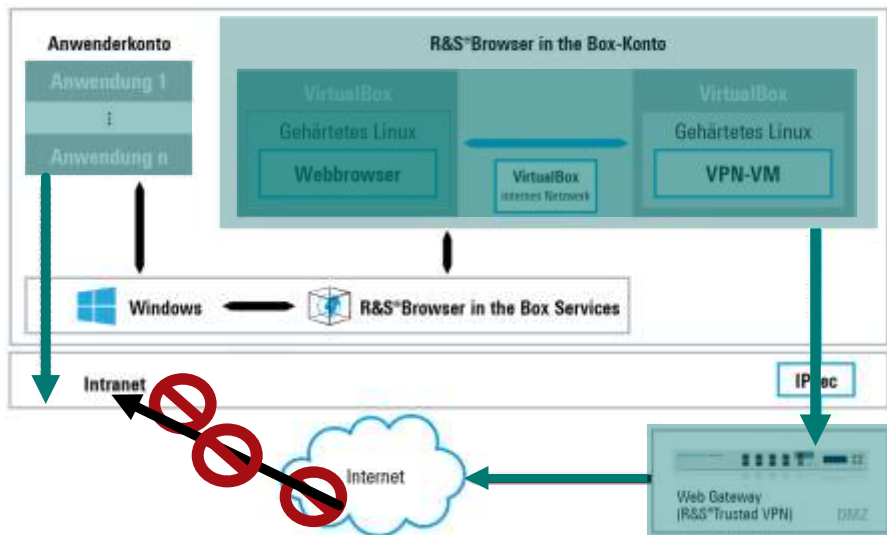 Anwenderkonto
R&S®Browser in the Box-Konto
Anwendung 1
⋮
Anwendung n
VirtualBox
Gehärtetes Linux
Webbrowser
VirtualBox
internes Netzwerk
VirtualBox
Gehärtetes Linux
VPN-VM
Windows
R&S®Browser in the Box Services
Intranet
Internet
Web Gateway
(R&S®Trusted VPN)
DMZ